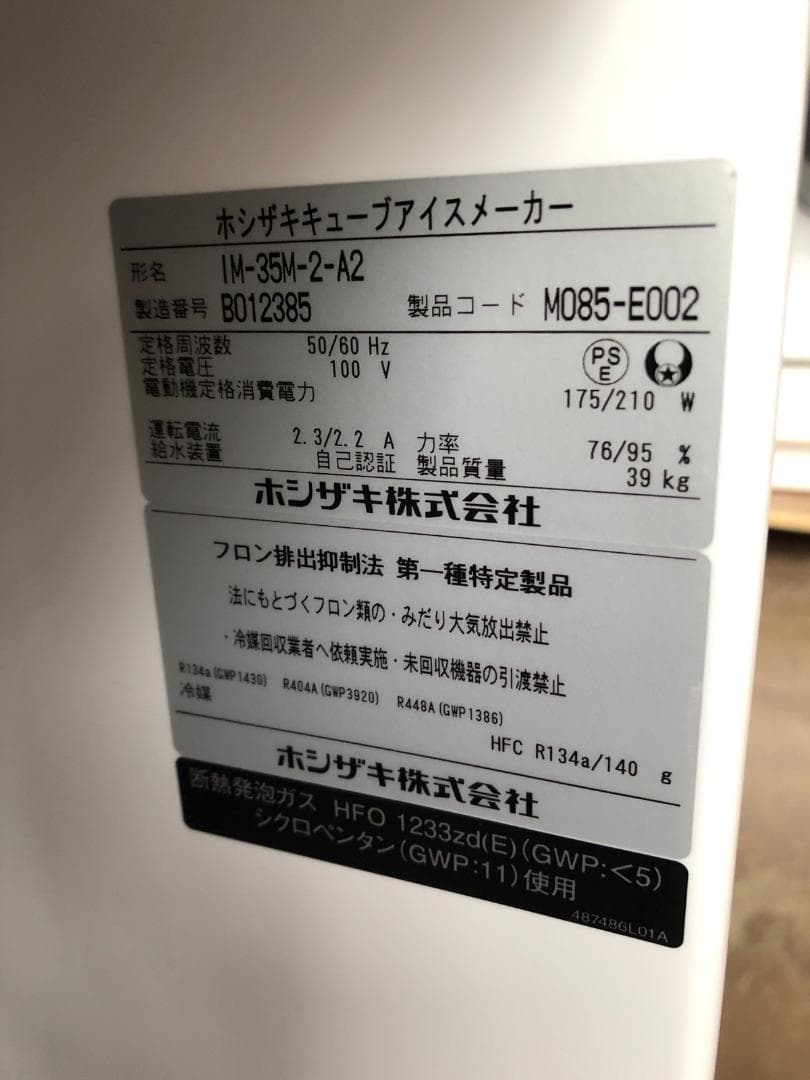 ホシザキキューブアイスメーカー
形名 IM-35M-2-A2
製造番号 B012385 製品コード M085-E002
定格周波数 50/60 Hz
定格電圧 100 V
PS E
電動機定格消費電力 175/210 W
運転電流 2.3/2.2 A 力率 76/95 %
給水装置 自己認証 製品質量 39 kg
ホシザキ株式会社
フロン排出抑制法 第一種特定製品
法にもとづくフロン類の・みだり大気放出禁止
・冷媒回収業者へ依頼実施・未回収機器の引渡禁止
R134a(GWP1430) R404A(GWP3920) R448A(GWP1386)
冷媒 HFC R134a/140 g
ホシザキ株式会社
断熱発泡ガス HFO 1233zd(E)(GWP:<5)
シクロペンタン(GWP:11)使用
487486L01A